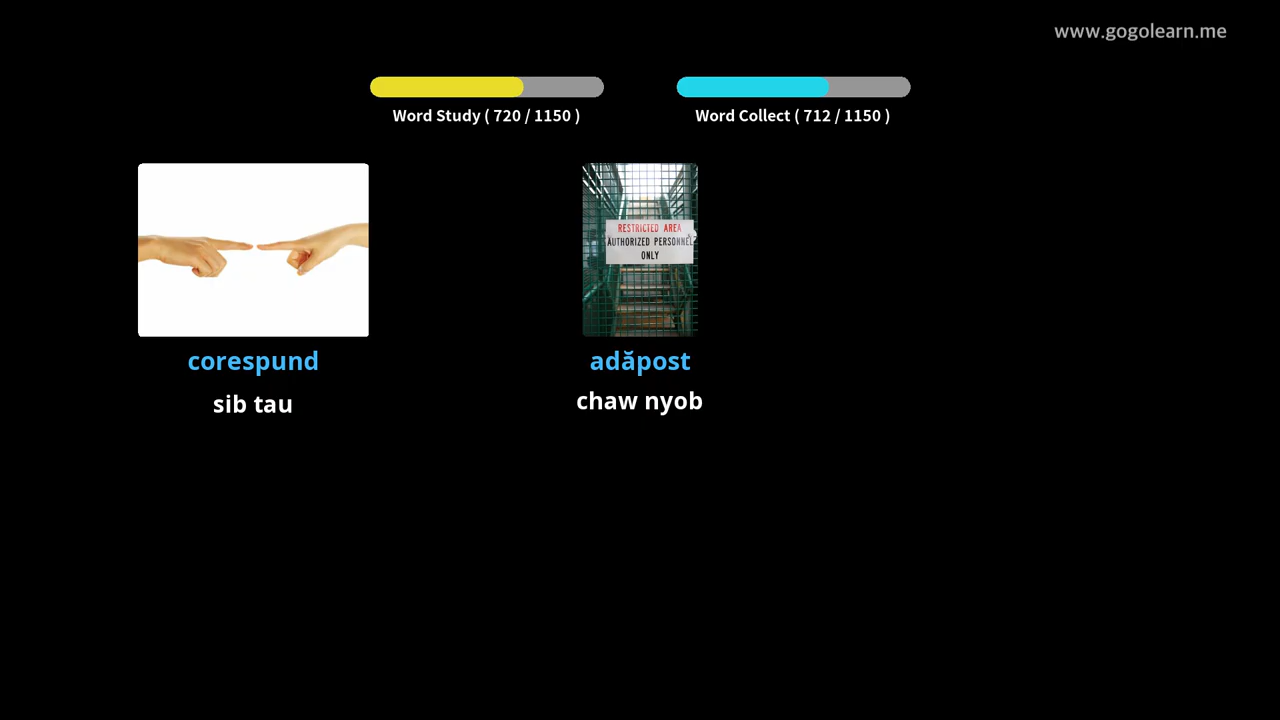 www.gogolearn.me
Word Study ( 720 / 1150 )
Word Collect ( 712 / 1150 )
RESTRICTED AREA
AUTHORIZED PERSONNEL
ONLY
corespund
adăpost
sib tau
chaw nyob